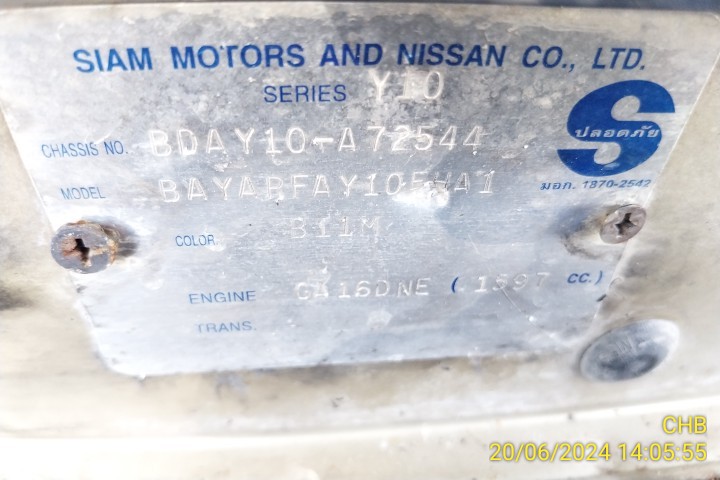 SIAM MOTORS AND NISSAN CO., LTD.
SERIES Y10
ปลอดภัย
มอก. 1870-2542
CHASSIS NO. BDAY10-A72544
MODEL
COLOR B11M
ENGINE GA16DNE (1597 CC.)
TRANS.
CHB
20/06/2024 14:05:55